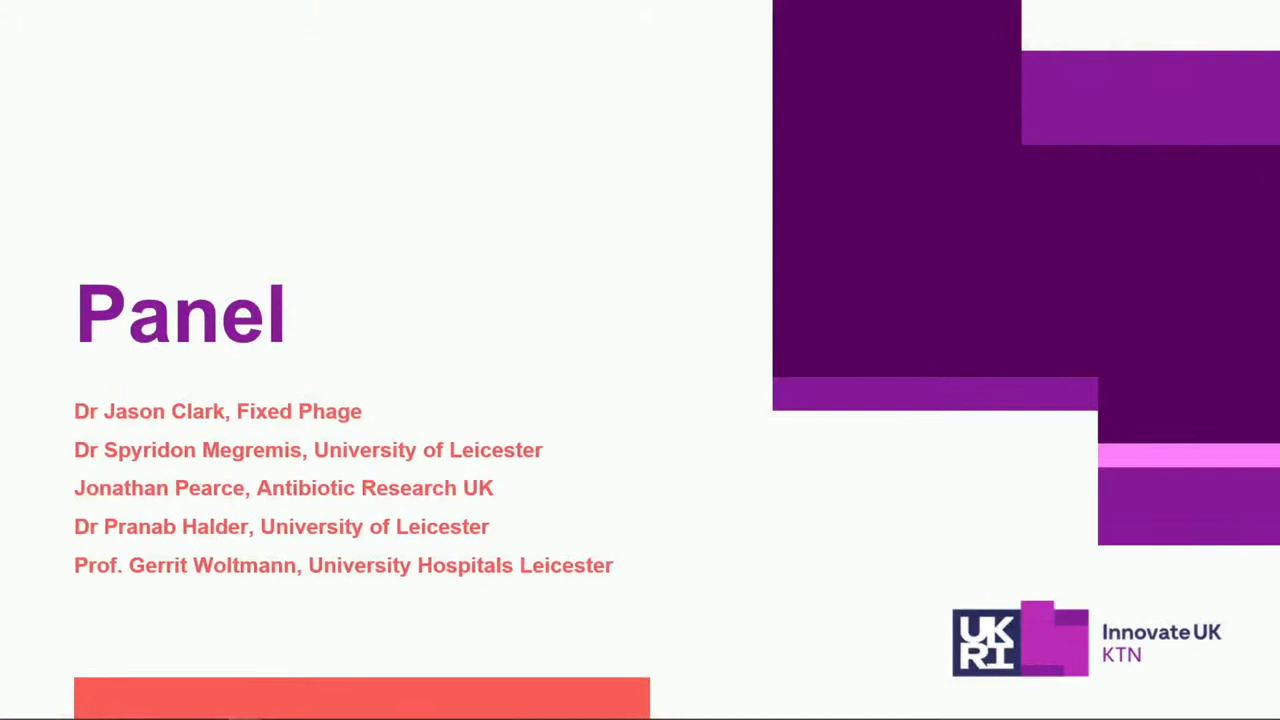 Panel
Dr Jason Clark, Fixed Phage
Dr Spyridon Megremis, University of Leicester
Jonathan Pearce, Antibiotic Research UK
Dr Pranab Halder, University of Leicester
Prof. Gerrit Woltmann, University Hospitals Leicester
UK
RI
Innovate UK
KTN